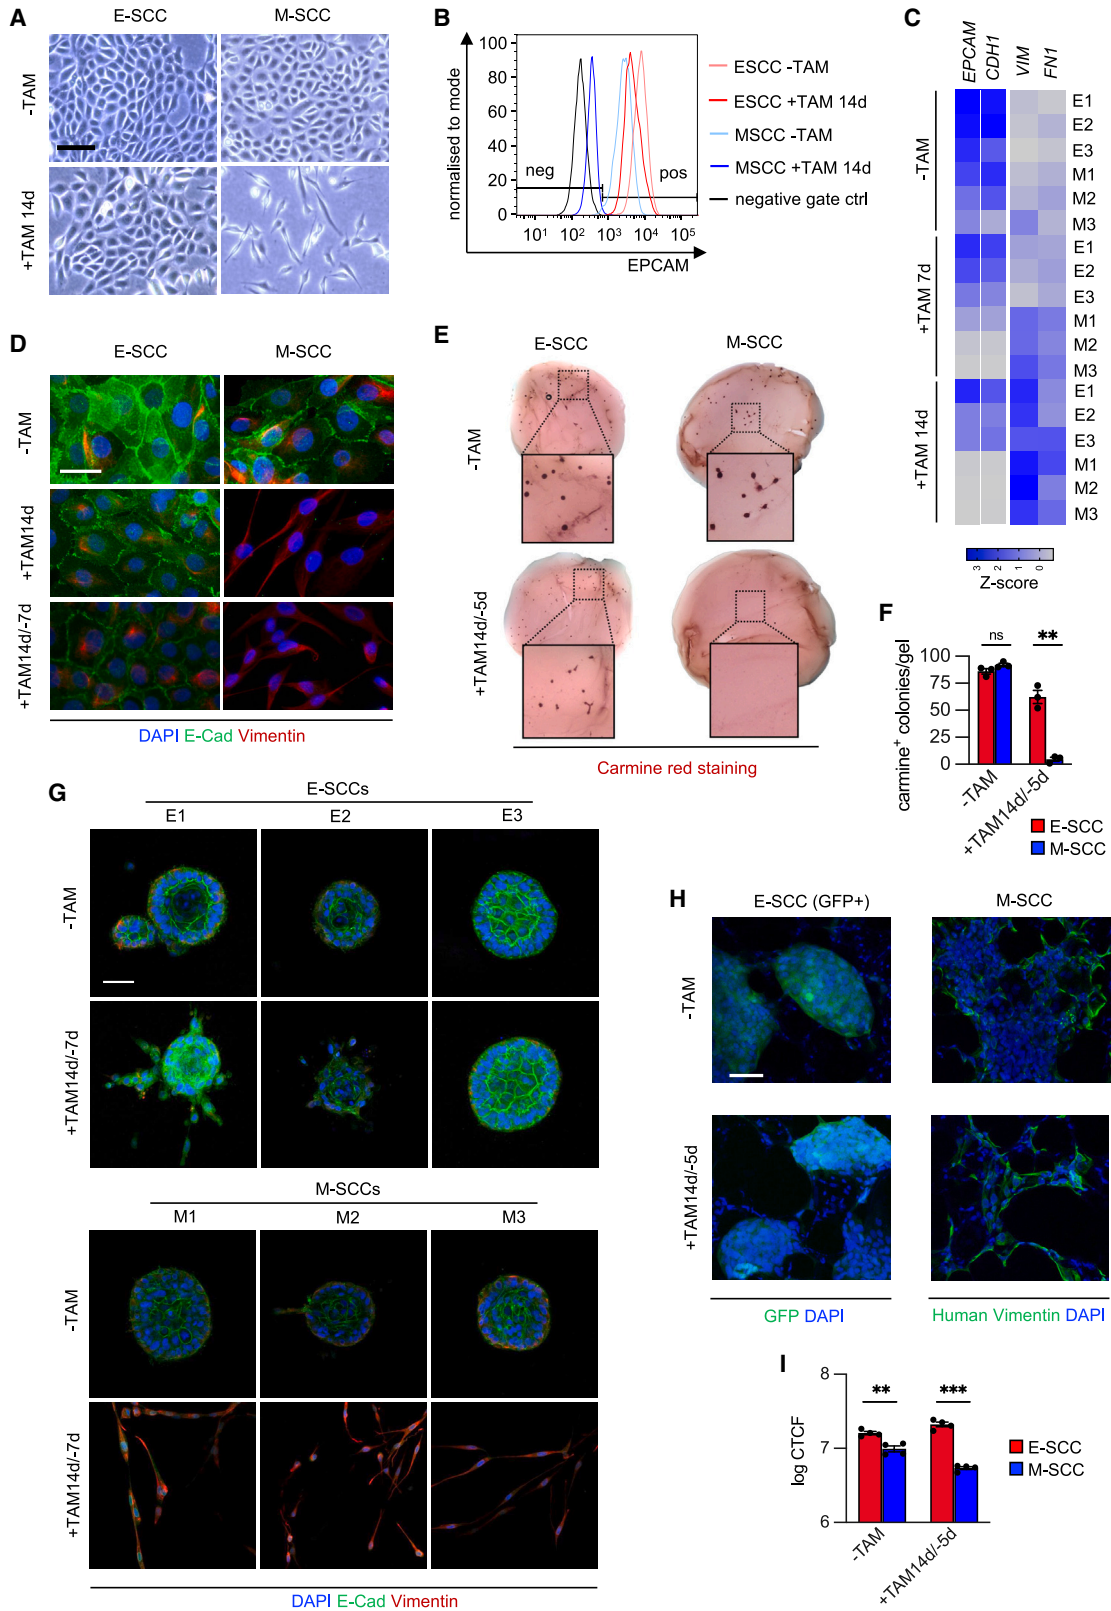 A
E-SCC M-SCC
-TAM
+TAM 14d
B
normalised to mode
100
80
60
40
20
0
neg
pos
10¹ 10² 10³ 10⁴ 10⁵
EPCAM
ESCC -TAM
ESCC +TAM 14d
MSCC -TAM
MSCC +TAM 14d
negative gate ctrl
C
EPCAM
CDH1
VIM
FN1
-TAM
E1
E2
E3
M1
M2
M3
+TAM 7d
E1
E2
E3
M1
M2
M3
+TAM 14d
E1
E2
E3
M1
M2
M3
3 2 1 0
Z-score
D
E-SCC M-SCC
-TAM
+TAM14d
+TAM14d/-7d
DAPI E-Cad Vimentin
E
E-SCC M-SCC
-TAM
+TAM14d/-5d
Carmine red staining
F
carmine⁺ colonies/gel
100
75
50
25
0
ns
**
-TAM
+TAM14d/-5d
E-SCC
M-SCC
G
E-SCCs
E1 E2 E3
-TAM
+TAM14d/-7d
M-SCCs
M1 M2 M3
-TAM
+TAM14d/-7d
DAPI E-Cad Vimentin
H
E-SCC (GFP+) M-SCC
-TAM
+TAM14d/-5d
GFP DAPI
Human Vimentin DAPI
I
log CTCF
8
7
6
**
***
-TAM
+TAM14d/-5d
E-SCC
M-SCC